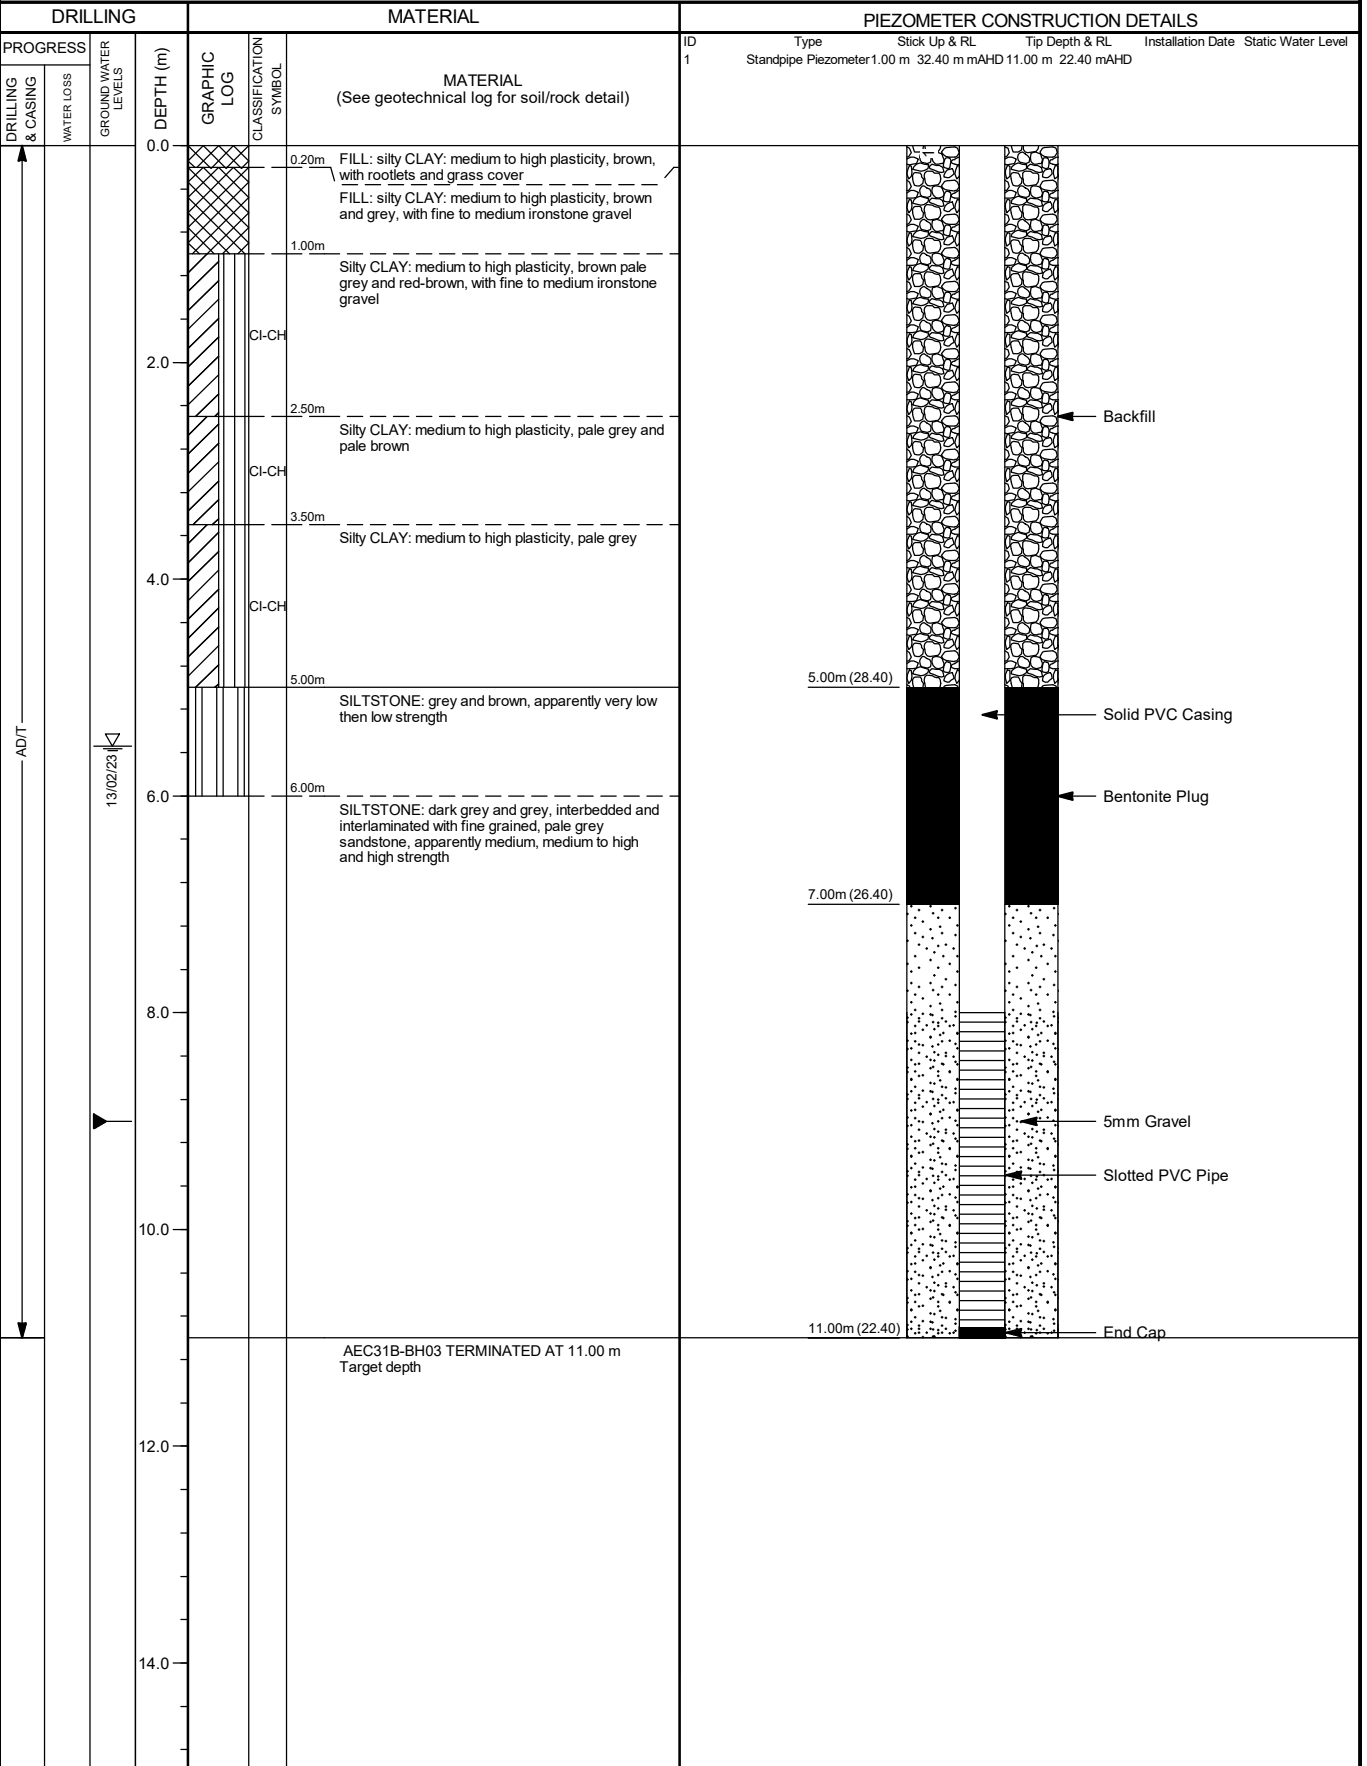 DRILLING
MATERIAL
PIEZOMETER CONSTRUCTION DETAILS
PROGRESS
DRILLING
& CASING
WATER LOSS
GROUND WATER
LEVELS
DEPTH (m)
GRAPHIC
LOG
CLASSIFICATION
SYMBOL
MATERIAL
(See geotechnical log for soil/rock detail)
ID Type Stick Up & RL Tip Depth & RL Installation Date Static Water Level
1 Standpipe Piezometer 1.00 m 32.40 m mAHD 11.00 m 22.40 mAHD
0.0
0.20m
FILL: silty CLAY: medium to high plasticity, brown,
with rootlets and grass cover
FILL: silty CLAY: medium to high plasticity, brown
and grey, with fine to medium ironstone gravel
1.00m
Silty CLAY: medium to high plasticity, brown pale
grey and red-brown, with fine to medium ironstone
gravel
CI-CH
2.0
2.50m
Silty CLAY: medium to high plasticity, pale grey and
pale brown
Backfill
CI-CH
3.50m
Silty CLAY: medium to high plasticity, pale grey
4.0
CI-CH
5.00m
5.00m (28.40)
SILTSTONE: grey and brown, apparently very low
then low strength
Solid PVC Casing
AD/T
13/02/23
6.0
6.00m
Bentonite Plug
SILTSTONE: dark grey and grey, interbedded and
interlaminated with fine grained, pale grey
sandstone, apparently medium, medium to high
and high strength
7.00m (26.40)
8.0
5mm Gravel
Slotted PVC Pipe
10.0
11.00m (22.40)
End Cap
AEC31B-BH03 TERMINATED AT 11.00 m
Target depth
12.0
14.0